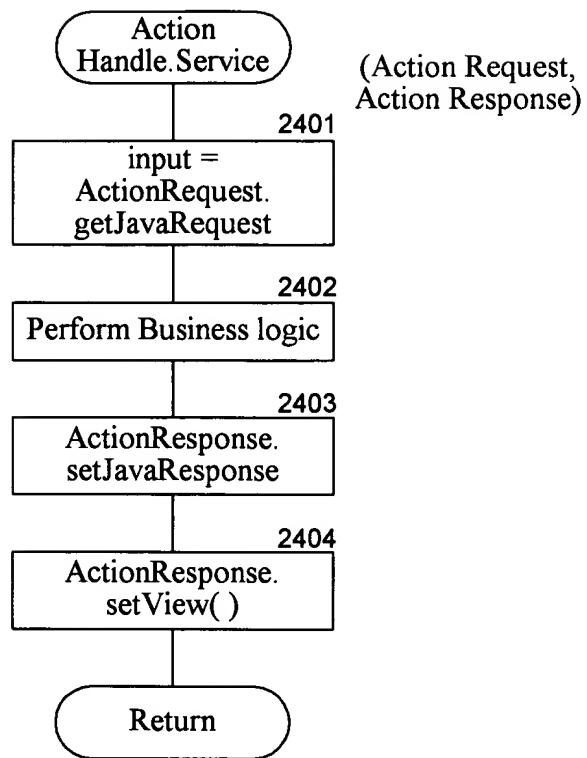 Action
Handle.Service
(Action Request,
Action Response)
2401
input =
ActionRequest.
getJavaRequest
2402
Perform Business logic
2403
ActionResponse.
setJavaResponse
2404
ActionResponse.
setView( )
Return